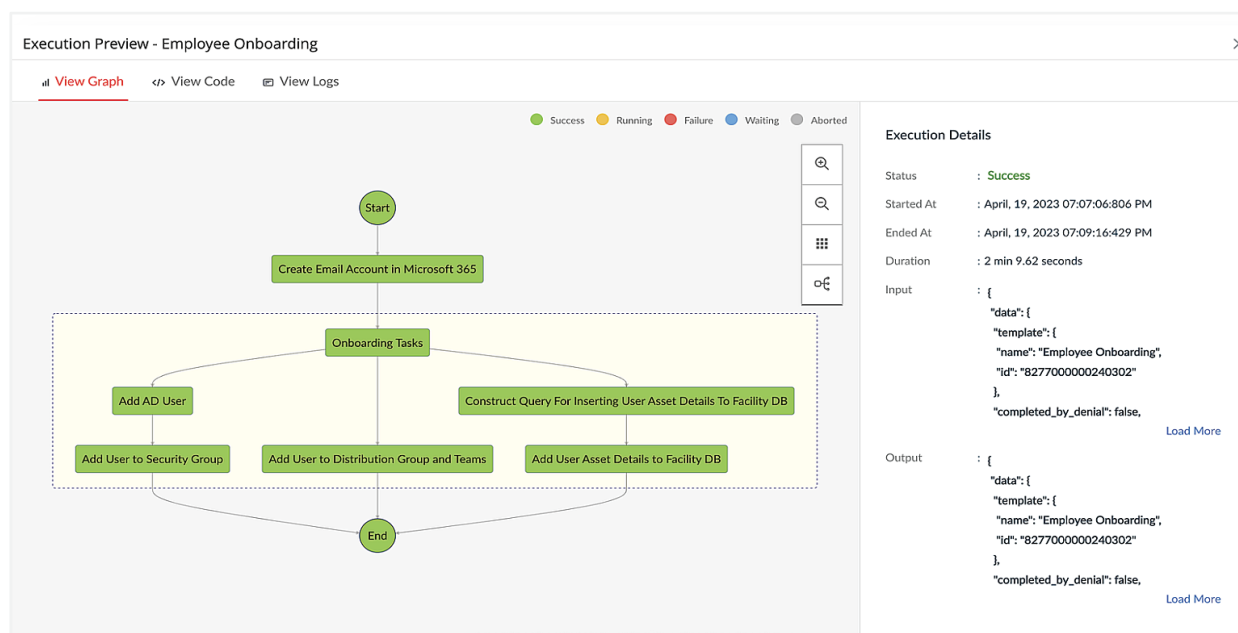 Execution Preview - Employee Onboarding
View Graph
View Code
View Logs
Success
Running
Failure
Waiting
Aborted
Start
Create Email Account in Microsoft 365
Onboarding Tasks
Add AD User
Construct Query For Inserting User Asset Details To Facility DB
Add User to Security Group
Add User to Distribution Group and Teams
Add User Asset Details to Facility DB
End
Execution Details
Status : Success
Started At : April, 19, 2023 07:07:06:806 PM
Ended At : April, 19, 2023 07:09:16:429 PM
Duration : 2 min 9.62 seconds
Input : {
"data": {
"template": {
"name": "Employee Onboarding",
"id": "8277000000240302"
},
"completed_by_denial": false,
Load More
Output : {
"data": {
"template": {
"name": "Employee Onboarding",
"id": "8277000000240302"
},
"completed_by_denial": false,
Load More